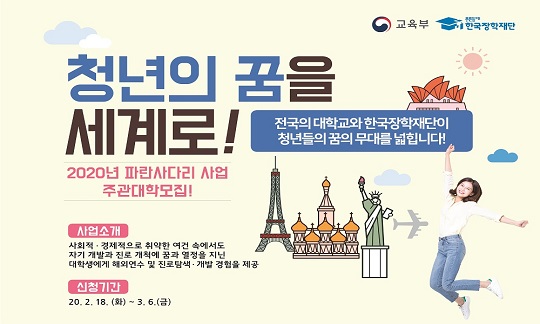 교육부
푸른등대
한국장학재단
청년의 꿈을
세계로!
전국의 대학교와 한국장학재단이
청년들의 꿈의 무대를 넓힙니다!
2020년 파란사다리 사업
주관대학모집!
사업소개
사회적·경제적으로 취약한 여건 속에서도
자기 개발과 진로 개척에 꿈과 열정을 지닌
대학생에게 해외연수 및 진로탐색·개발 경험을 제공
신청기간
20. 2. 18. (화) ~ 3. 6.(금)